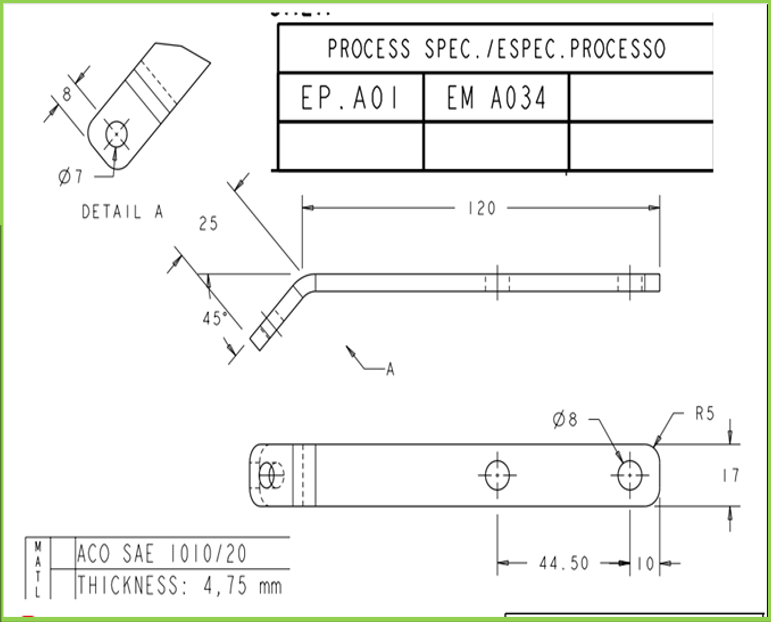 PROCESS SPEC./ESPEC.PROCESSO
EP.A01
EM A034
8
Ø7
DETAIL A
25
120
45°
A
Ø8
R5
17
44.50
10
MATL
ACO SAE 1010/20
THICKNESS: 4,75 mm